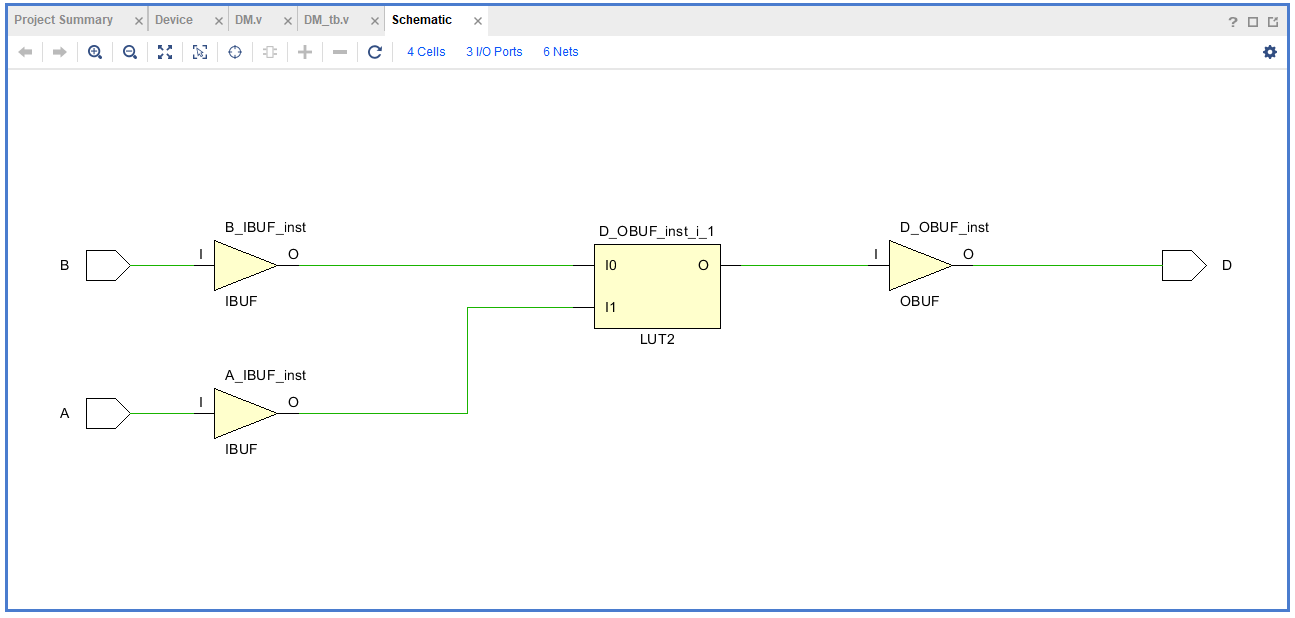 Project Summary Device DM.v DM_tb.v Schematic
4 Cells 3 I/O Ports 6 Nets
B_IBUF_inst D_OBUF_inst_i_1 D_OBUF_inst
B I O I0 O I O D
IBUF I1 OBUF
LUT2
A_IBUF_inst
A I O
IBUF